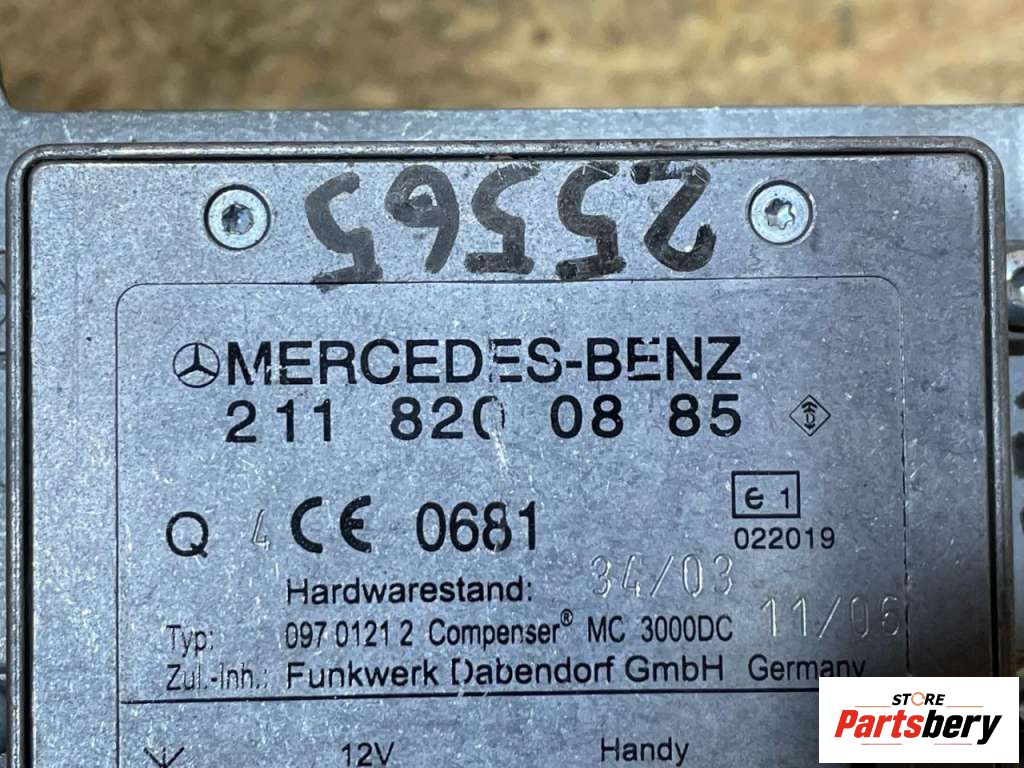 25565
MERCEDES-BENZ
211 820 08 85
Q 4 CE 0681
e 1
022019
Hardwarestand: 34/03
Typ: 097 0121 2 Compenser® MC 3000DC 11/06
Zul.-Inh.: Funkwerk Dabendorf GmbH Germany
12V Handy
STORE
Partsbery